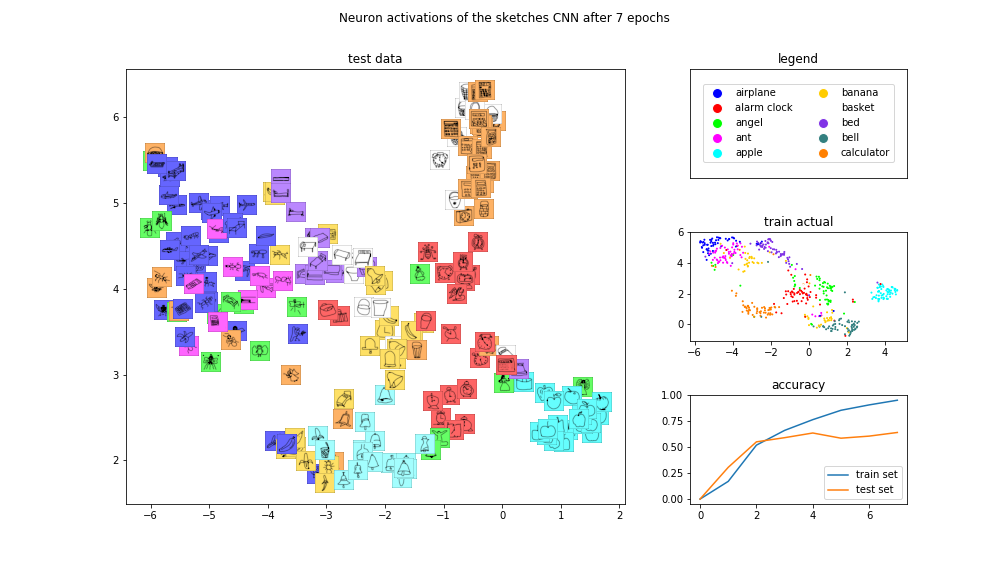 Neuron activations of the sketches CNN after 7 epochs
test data
6
5
4
3
2
−6 −5 −4 −3 −2 −1 0 1 2
legend
airplane banana
alarm clock basket
angel bed
ant bell
apple calculator
train actual
6
4
2
0
−6 −4 −2 0 2 4
accuracy
1.00
0.75
0.50
0.25
0.00
train set
test set
0 2 4 6